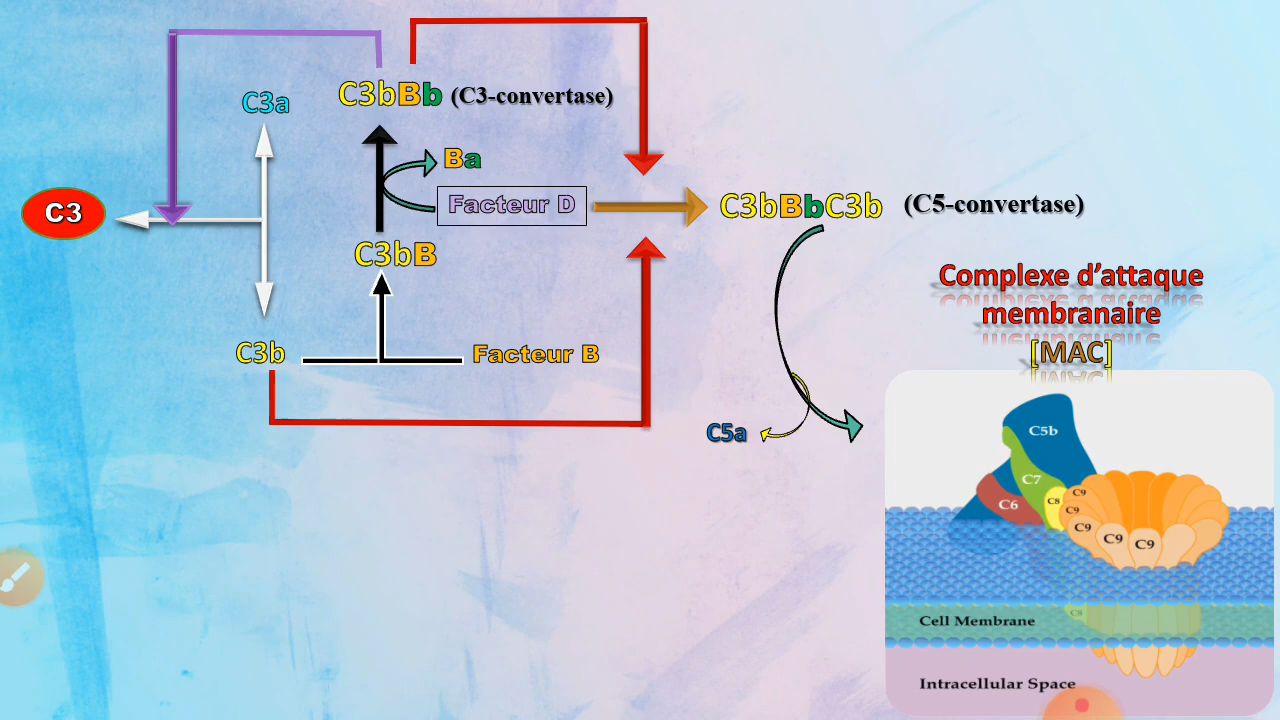 C3a
C3bBb (C3-convertase)
Ba
C3
Facteur D
C3bBbC3b (C5-convertase)
C3bB
C3b
Facteur B
Complexe d’attaque
membranaire
[MAC]
C5a
C5b
C7
C6
C8
C9
C9
C9
C9
C9
C8
Cell Membrane
Intracellular Space